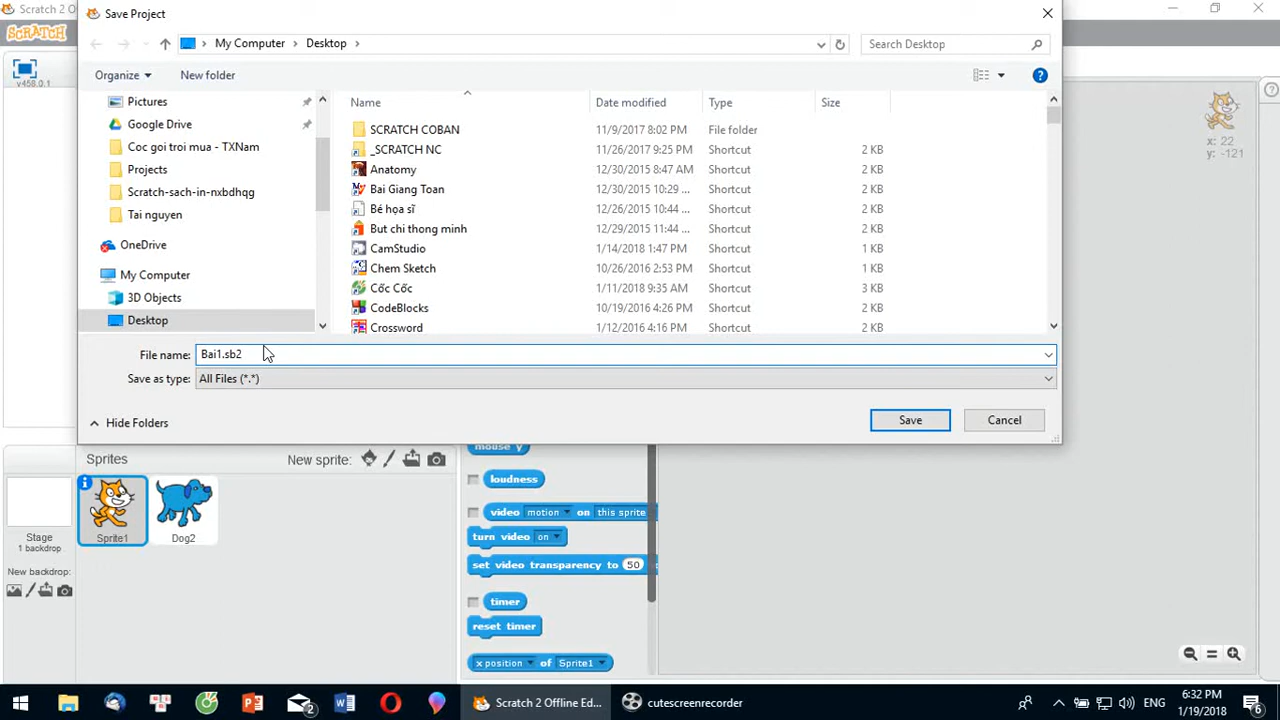 Scratch 2 O
Save Project
SCRATCH
My Computer
Desktop
Search Desktop
v458.0.1
Organize
New folder
Name
Date modified
Type
Size
Pictures
Google Drive
Coc goi troi mua - TXNam
Projects
Scratch-sach-in-nxbdhqg
Tai nguyen
OneDrive
My Computer
3D Objects
Desktop
SCRATCH COBAN 11/9/2017 8:02 PM File folder
_SCRATCH NC 11/26/2017 9:25 PM Shortcut 2 KB
Anatomy 12/30/2015 8:47 AM Shortcut 2 KB
Bai Giang Toan 12/30/2015 10:29 ... Shortcut 2 KB
Bé họa sĩ 12/26/2015 10:44 ... Shortcut 2 KB
But chi thong minh 12/29/2015 11:44 ... Shortcut 2 KB
CamStudio 1/14/2018 1:47 PM Shortcut 1 KB
Chem Sketch 10/26/2016 2:53 PM Shortcut 1 KB
Cốc Cốc 1/11/2018 9:35 AM Shortcut 3 KB
CodeBlocks 10/19/2016 4:26 PM Shortcut 2 KB
Crossword 1/12/2016 4:16 PM Shortcut 2 KB
x: 22
y: -121
File name: Bai1.sb2
Save as type: All Files (*.*)
Hide Folders
Save
Cancel
Sprites
New sprite:
Stage
1 backdrop
New backdrop:
Sprite1
Dog2
mouse y
loudness
video motion on this sprite
turn video on
set video transparency to 50
timer
reset timer
x position of Sprite1
2
Scratch 2 Offline Ed...
cutescreenrecorder
ENG
6:32 PM
1/19/2018
6